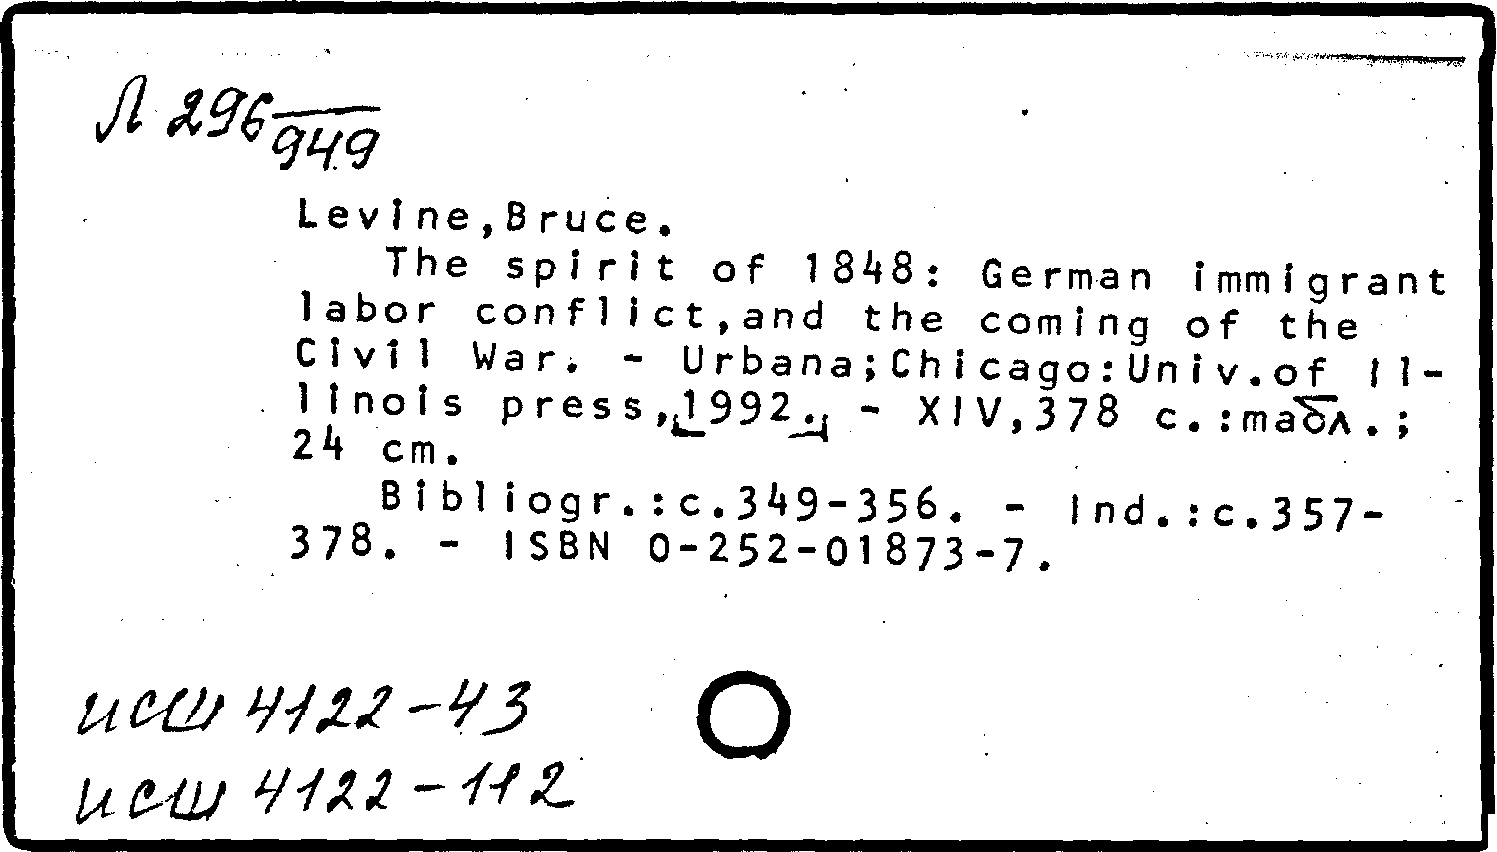 Л 296/949
Levine,Bruce.
The spirit of 1848: German immigrant
labor conflict,and the coming of the
Civil War. - Urbana;Chicago:Univ.of Il-
linois press,[1992.] - XIV,378 с.:табл.;
24 cm.
Bibliogr.:c.349-356. - Ind.:c.357-
378. - ISBN 0-252-01873-7.
исш 4122-43
исш 4122-112